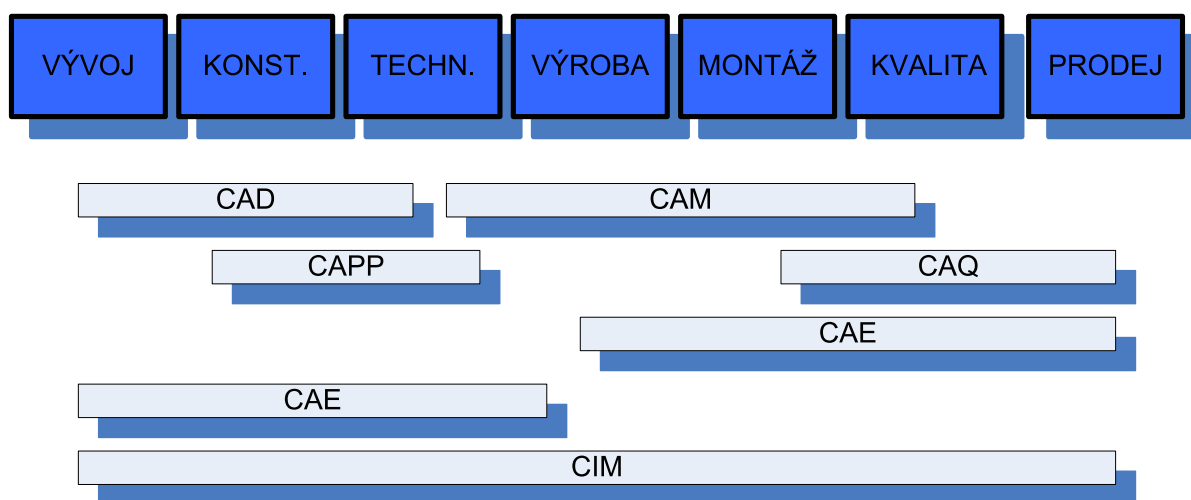 VÝVOJ KONST. TECHN. VÝROBA MONTÁŽ KVALITA PRODEJ
CAD CAM
CAPP CAQ
CAE
CAE
CIM